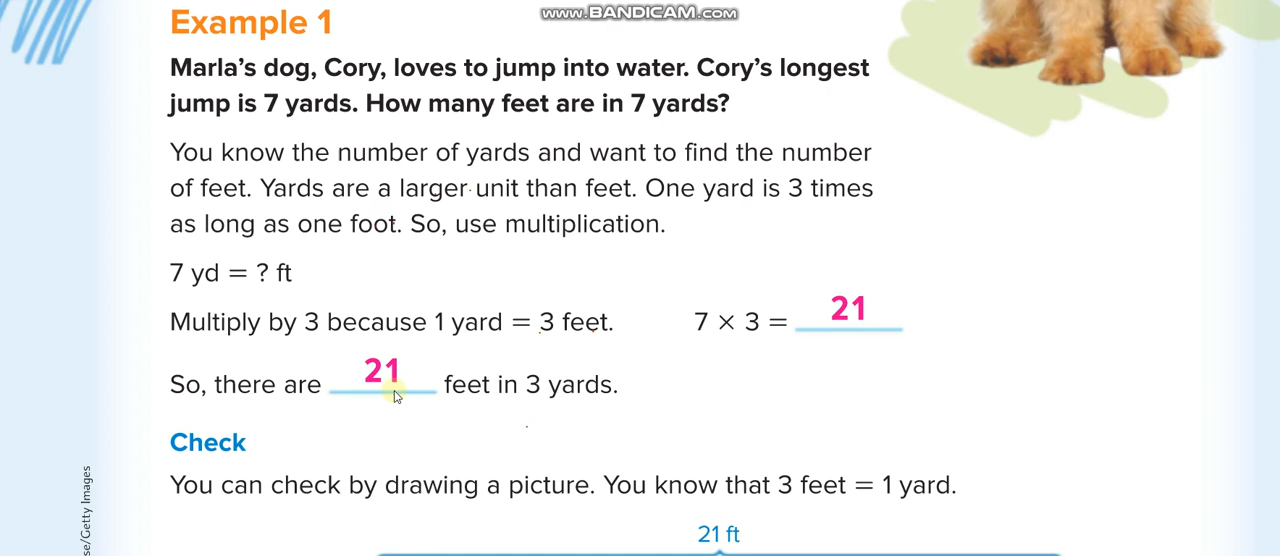 www.BANDICAM.com
Example 1
Marla's dog, Cory, loves to jump into water. Cory's longest
jump is 7 yards. How many feet are in 7 yards?
You know the number of yards and want to find the number
of feet. Yards are a larger unit than feet. One yard is 3 times
as long as one foot. So, use multiplication.
7 yd = ? ft
Multiply by 3 because 1 yard = 3 feet. 7 × 3 = 21
So, there are 21 feet in 3 yards.
Check
You can check by drawing a picture. You know that 3 feet = 1 yard.
21 ft
se/Getty Images